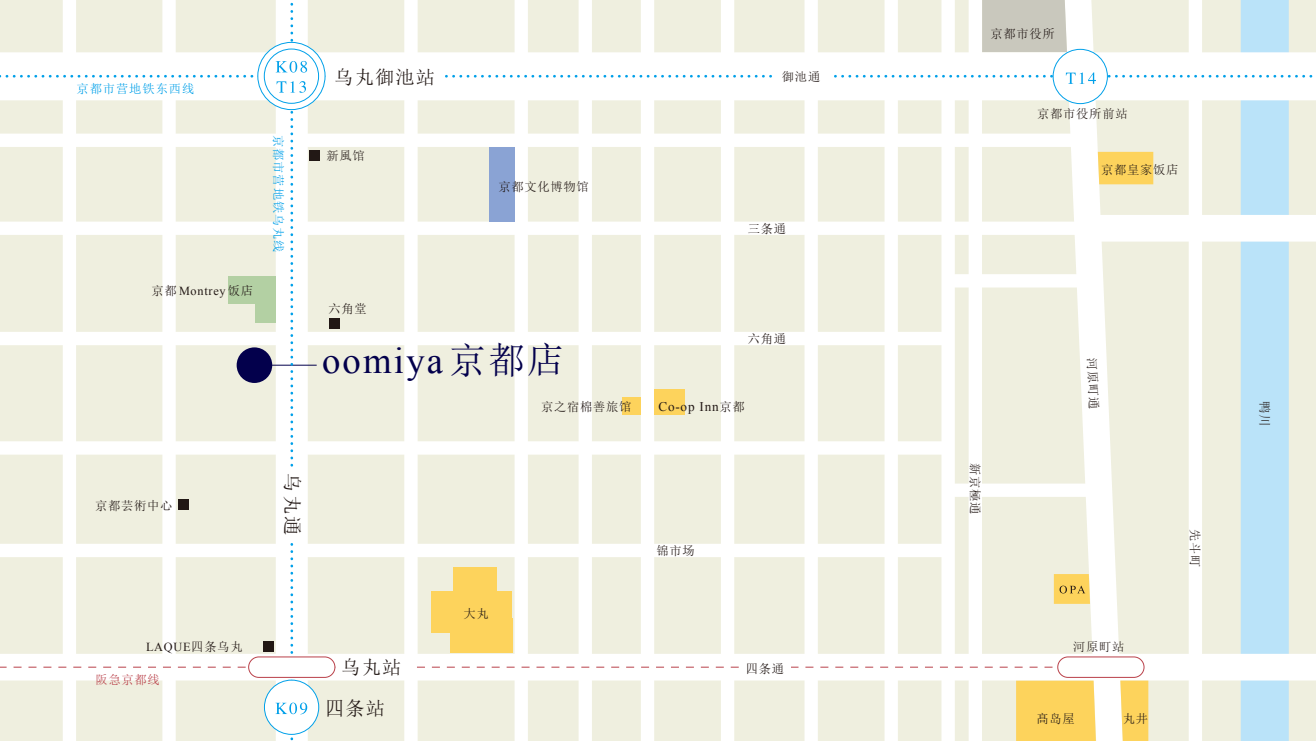 京都市役所
K08
T13
乌丸御池站
御池通
T14
京都市营地铁东西线
京都市役所前站
京都市营地铁乌丸线
新風馆
京都文化博物馆
京都皇家饭店
三条通
京都Montrey饭店
六角堂
六角通
oomiya 京都店
河原町通
京之宿棉善旅馆
Co-op Inn京都
鸭川
乌丸通
新京極通
京都芸術中心
先斗町
锦市场
OPA
大丸
LAQUE四条乌丸
河原町站
乌丸站
四条通
阪急京都线
K09
四条站
髙岛屋
丸井